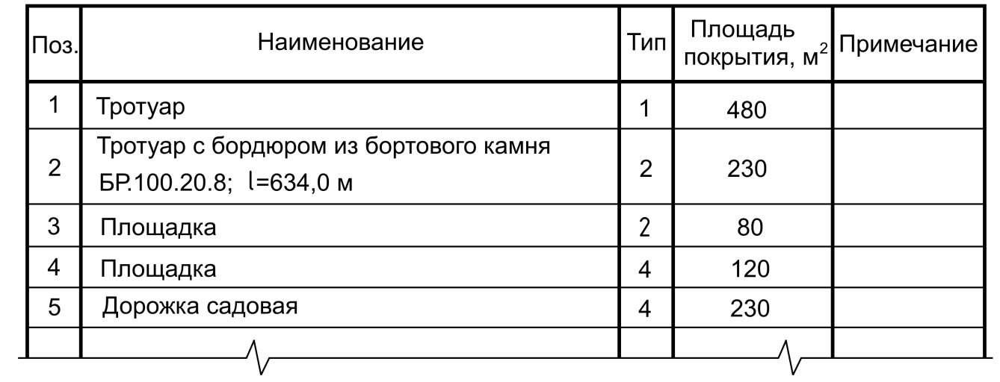 Поз. Наименование Тип Площадь покрытия, м² Примечание
1 Тротуар 1 480
2 Тротуар с бордюром из бортового камня 2 230
БР.100.20.8; l=634,0 м
3 Площадка 2 80
4 Площадка 4 120
5 Дорожка садовая 4 230